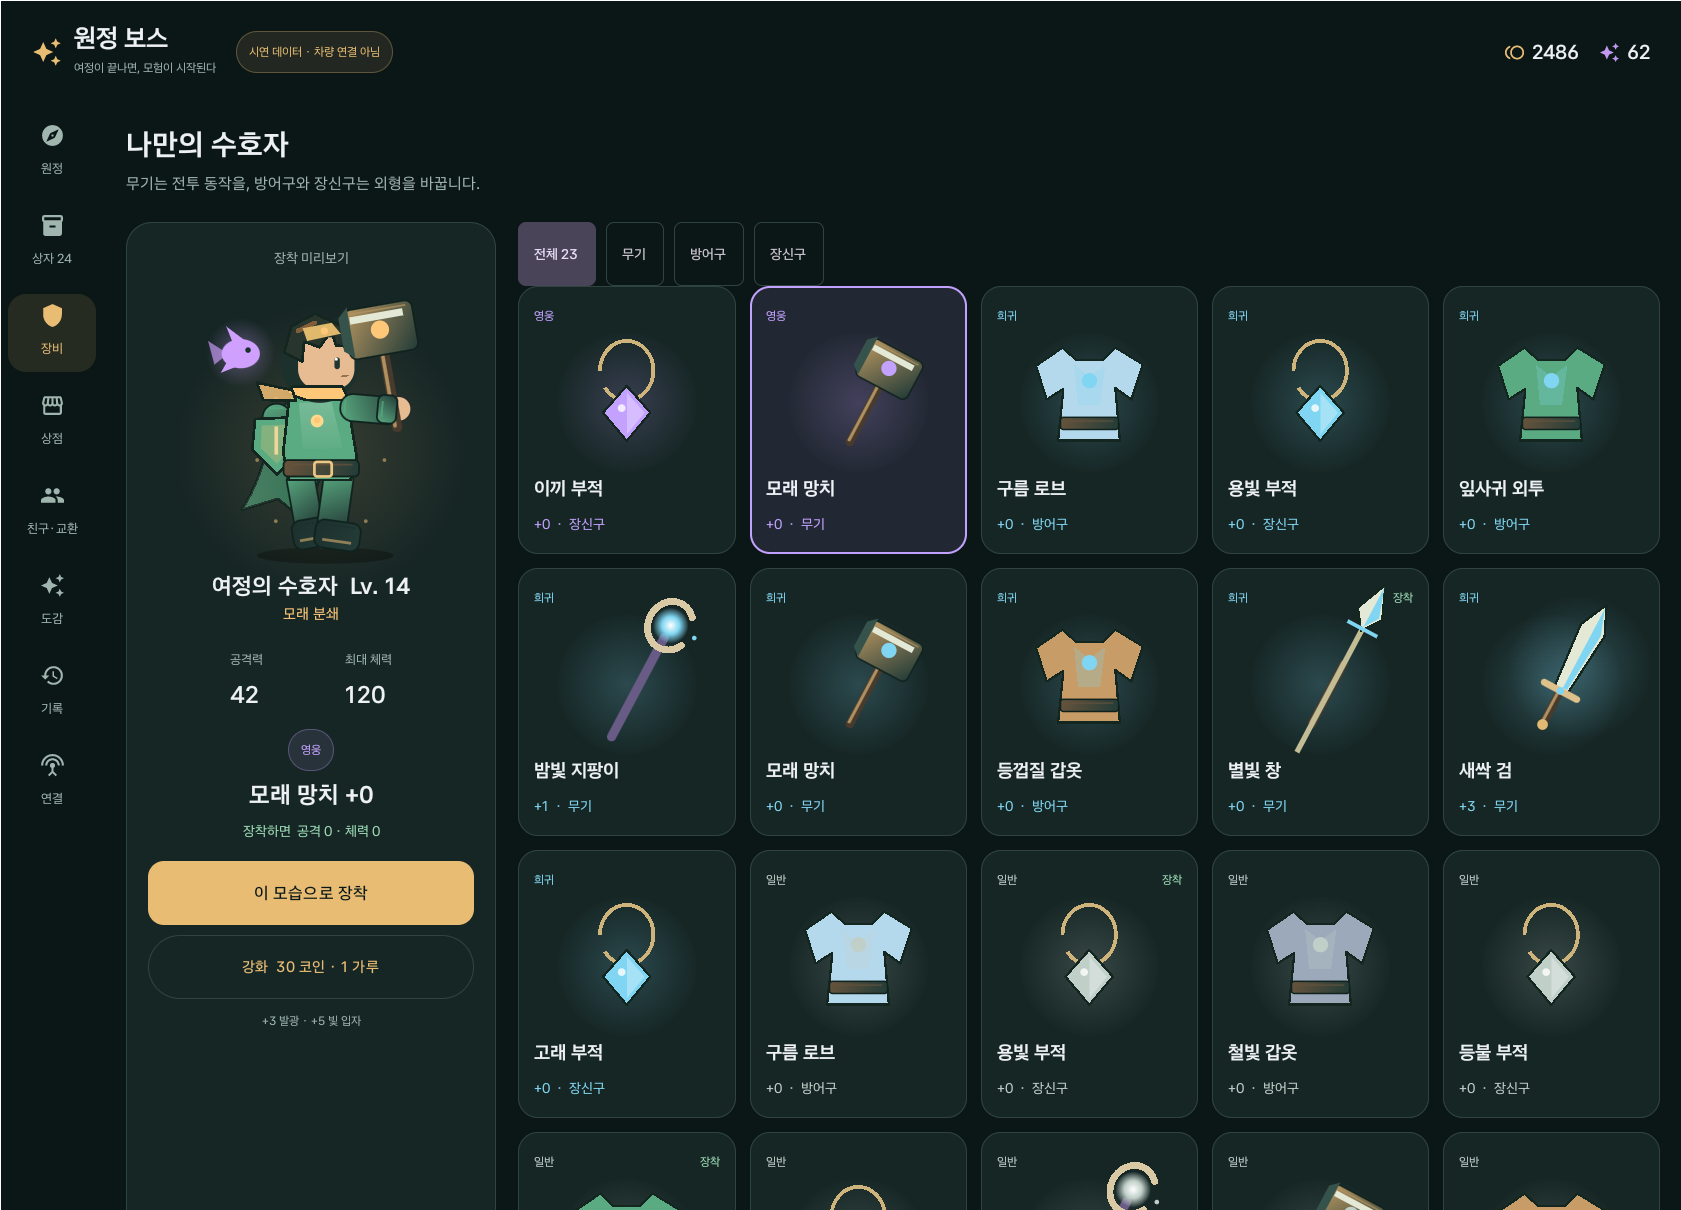 원정 보스
여정이 끝나면, 모험이 시작된다
시연 데이터 · 차량 연결 아님
2486
62
원정
상자 24
장비
상점
친구·교환
도감
기록
연결
나만의 수호자
무기는 전투 동작을, 방어구와 장신구는 외형을 바꿉니다.
장착 미리보기
여정의 수호자 Lv. 14
모래 분쇄
공격력
최대 체력
42
120
영웅
모래 망치 +0
장착하면 공격 0 · 체력 0
이 모습으로 장착
강화 30 코인 · 1 가루
+3 발광 · +5 빛 입자
전체 23
무기
방어구
장신구
영웅
이끼 부적
+0 · 장신구
영웅
모래 망치
+0 · 무기
희귀
구름 로브
+0 · 방어구
희귀
용빛 부적
+0 · 장신구
희귀
잎사귀 외투
+0 · 방어구
희귀
밤빛 지팡이
+1 · 무기
희귀
모래 망치
+0 · 무기
희귀
등껍질 갑옷
+0 · 방어구
희귀
장착
별빛 창
+0 · 무기
희귀
새싹 검
+3 · 무기
희귀
고래 부적
+0 · 장신구
일반
구름 로브
+0 · 방어구
일반
장착
용빛 부적
+0 · 장신구
일반
철빛 갑옷
+0 · 방어구
일반
등불 부적
+0 · 장신구
일반
장착
일반
일반
일반
일반